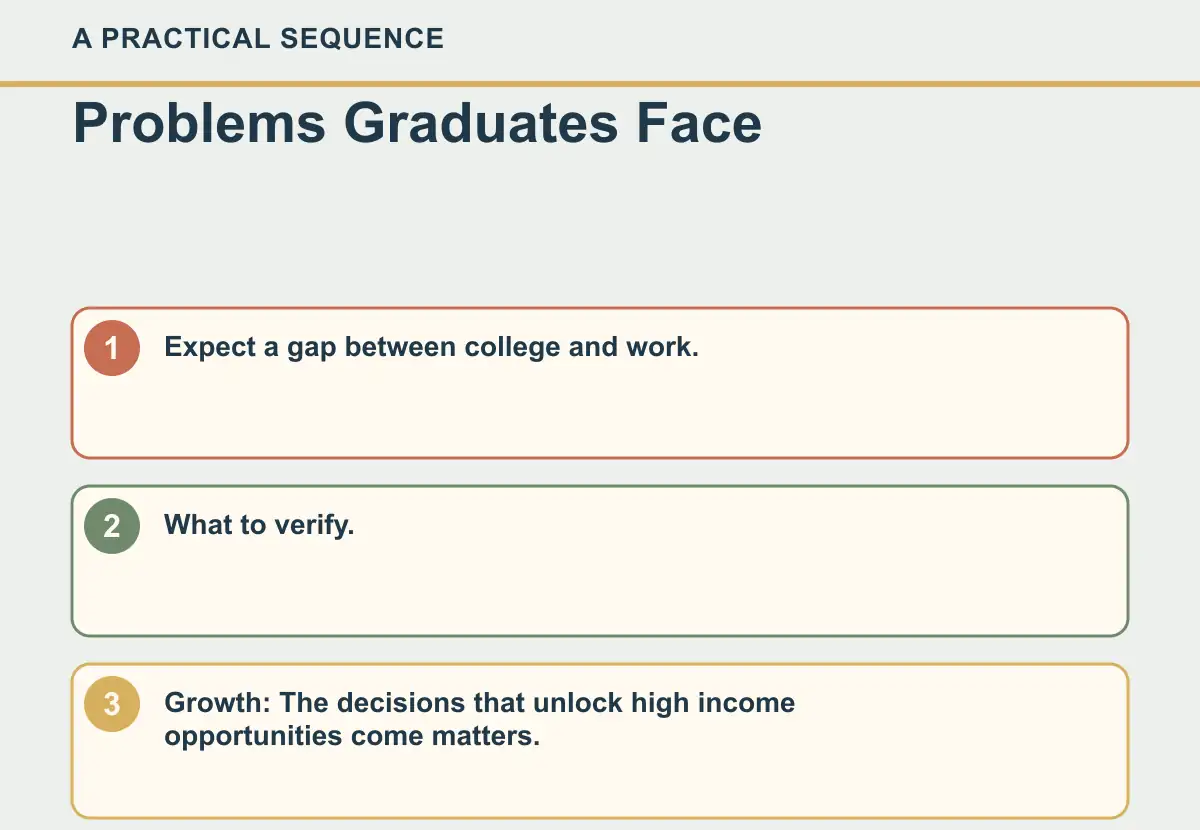 A PRACTICAL SEQUENCE
Problems Graduates Face
1
Expect a gap between college and work.
2
What to verify.
3
Growth: The decisions that unlock high income
opportunities come matters.